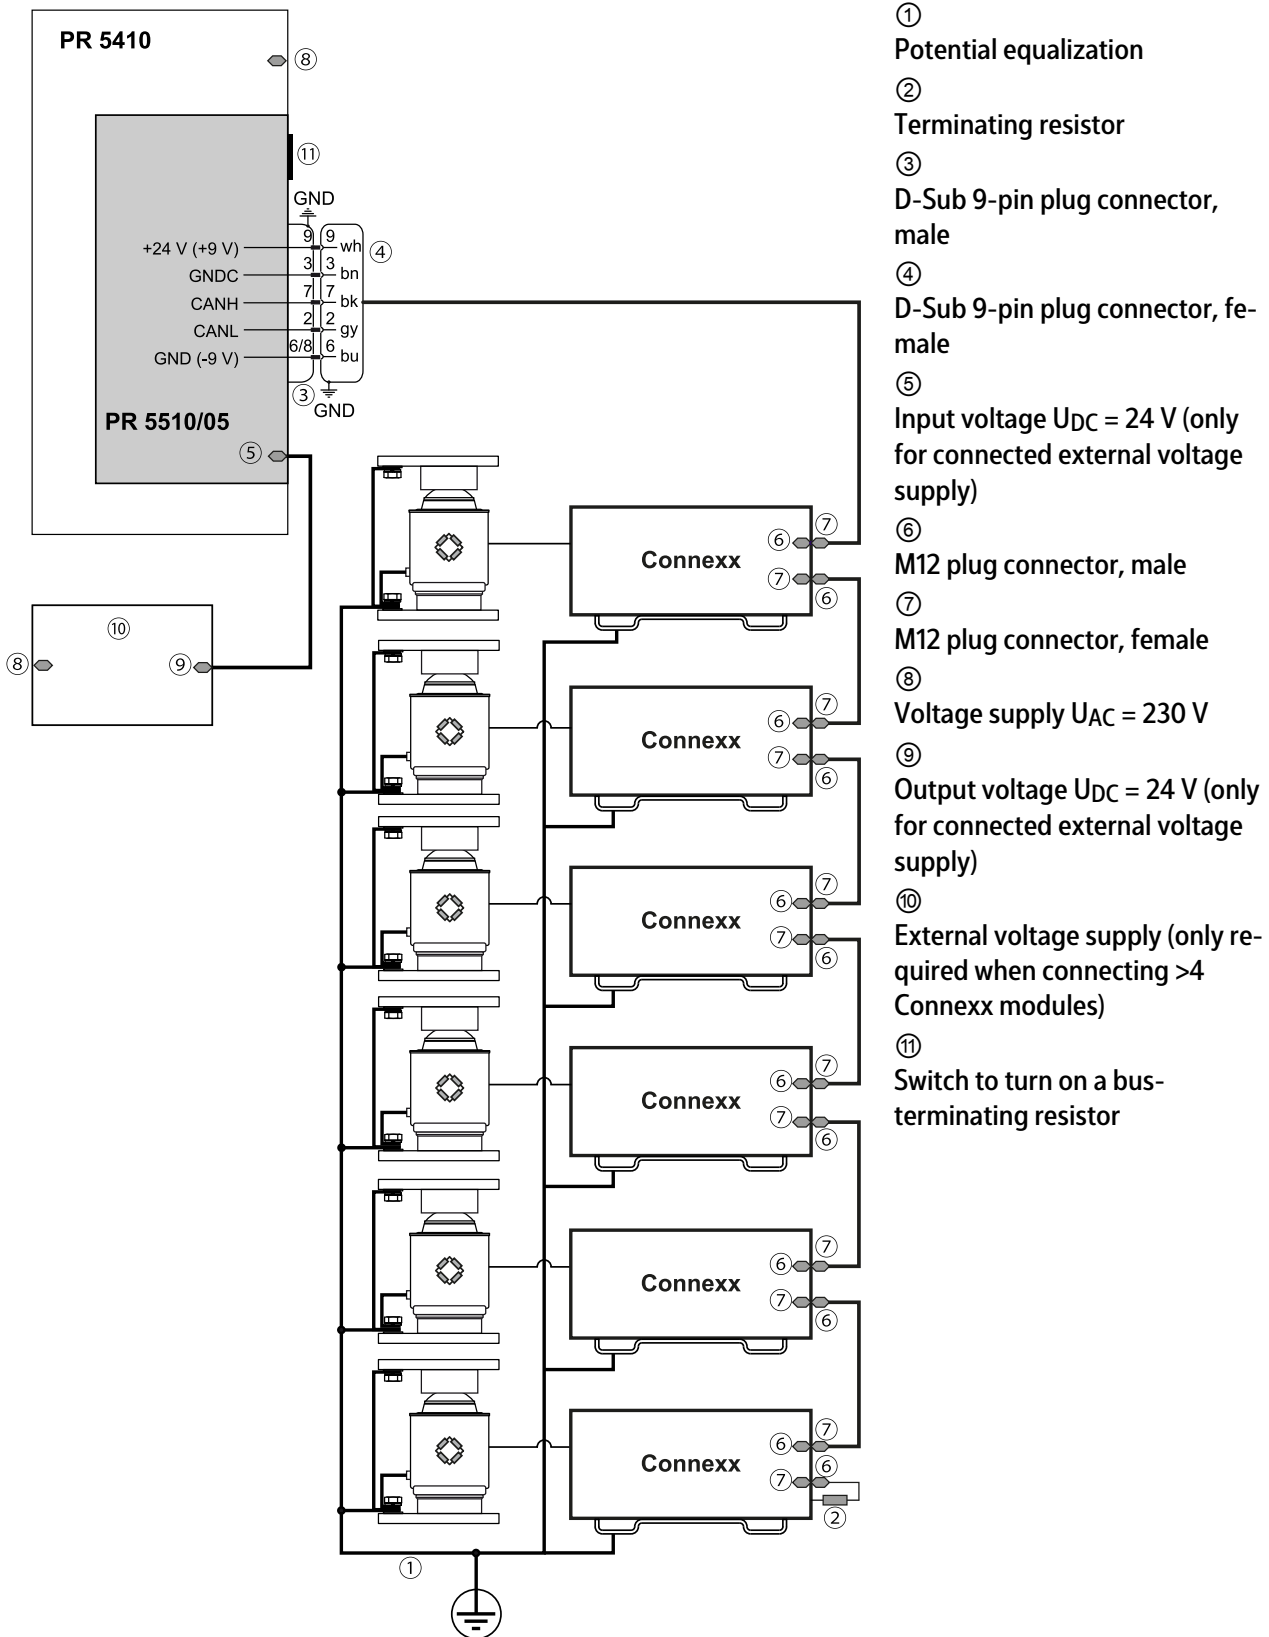 PR 5410
⑧
⑪
GND
+24 V (+9 V) 9 9 wh ④
GNDC 3 3 bn
CANH 7 7 bk
CANL 2 2 gy
GND (-9 V) 6/8 6 bu
③ GND
PR 5510/05
⑤
⑩
⑧ ⑨
Connexx ⑥ ⑦
⑦ ⑥
Connexx ⑥ ⑦
⑦ ⑥
Connexx ⑥ ⑦
⑦ ⑥
Connexx ⑥ ⑦
⑦ ⑥
Connexx ⑥ ⑦
⑦ ⑥
Connexx ⑥ ⑦
⑦ ⑥
②
①
①
Potential equalization
②
Terminating resistor
③
D-Sub 9-pin plug connector,
male
④
D-Sub 9-pin plug connector, fe-
male
⑤
Input voltage UDC = 24 V (only
for connected external voltage
supply)
⑥
M12 plug connector, male
⑦
M12 plug connector, female
⑧
Voltage supply UAC = 230 V
⑨
Output voltage UDC = 24 V (only
for connected external voltage
supply)
⑩
External voltage supply (only re-
quired when connecting >4
Connexx modules)
⑪
Switch to turn on a bus-
terminating resistor